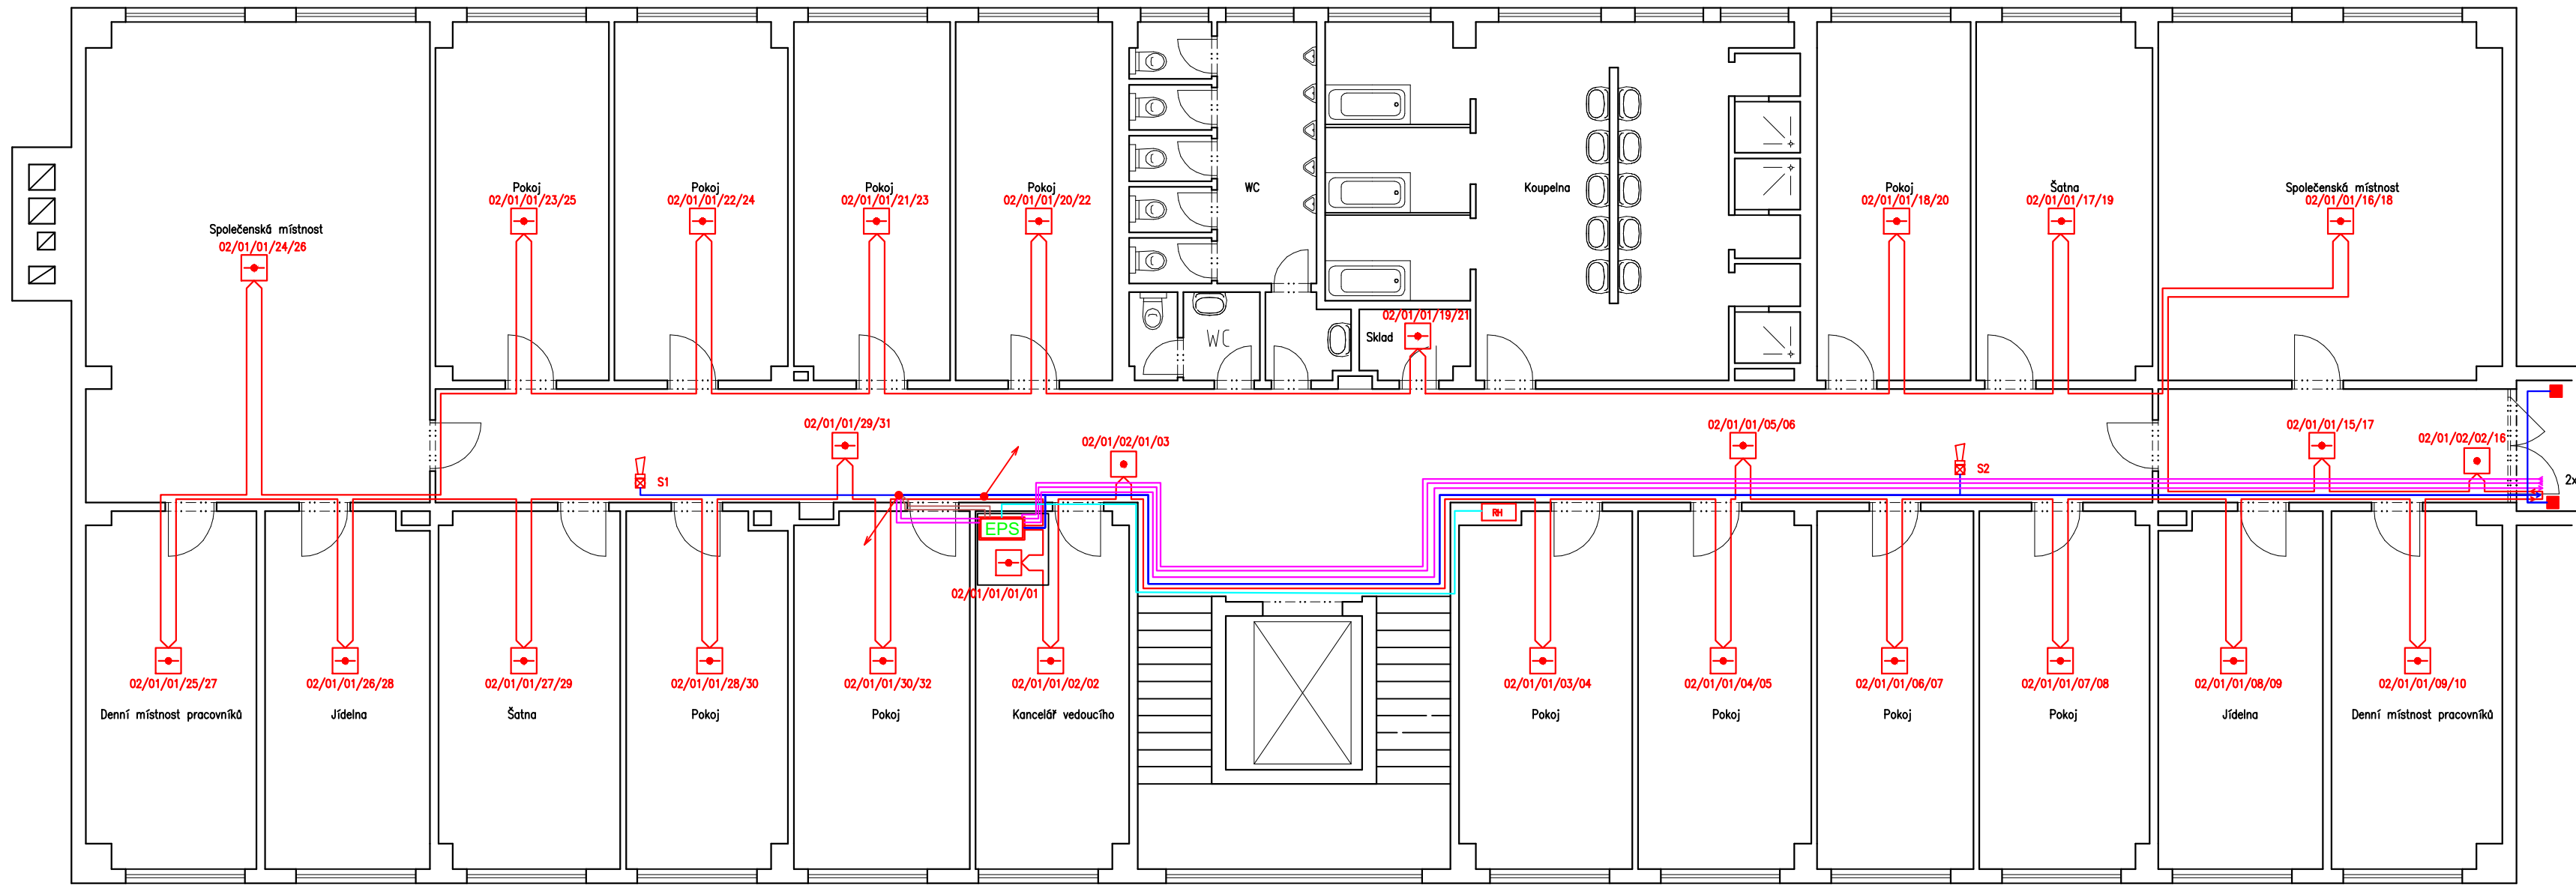 Pokoj
02/01/01/23/25
Pokoj
02/01/01/22/24
Pokoj
02/01/01/21/23
Pokoj
02/01/01/20/22
WC
Koupelna
Pokoj
02/01/01/18/20
Šatna
02/01/01/17/19
Společenská místnost
02/01/01/16/18
Společenská místnost
02/01/01/24/26
WC
Sklad
02/01/01/19/21
02/01/01/29/31
02/01/02/01/03
02/01/01/05/06
02/01/01/15/17
02/01/02/02/16
S1
S2
2x
RH
EPS
02/01/01/01/01
02/01/01/25/27
Denní místnost pracovníků
02/01/01/26/28
Jídelna
02/01/01/27/29
Šatna
02/01/01/28/30
Pokoj
02/01/01/30/32
Pokoj
02/01/01/02/02
Kancelář vedoucího
02/01/01/03/04
Pokoj
02/01/01/04/05
Pokoj
02/01/01/06/07
Pokoj
02/01/01/07/08
Pokoj
02/01/01/08/09
Jídelna
02/01/01/09/10
Denní místnost pracovníků